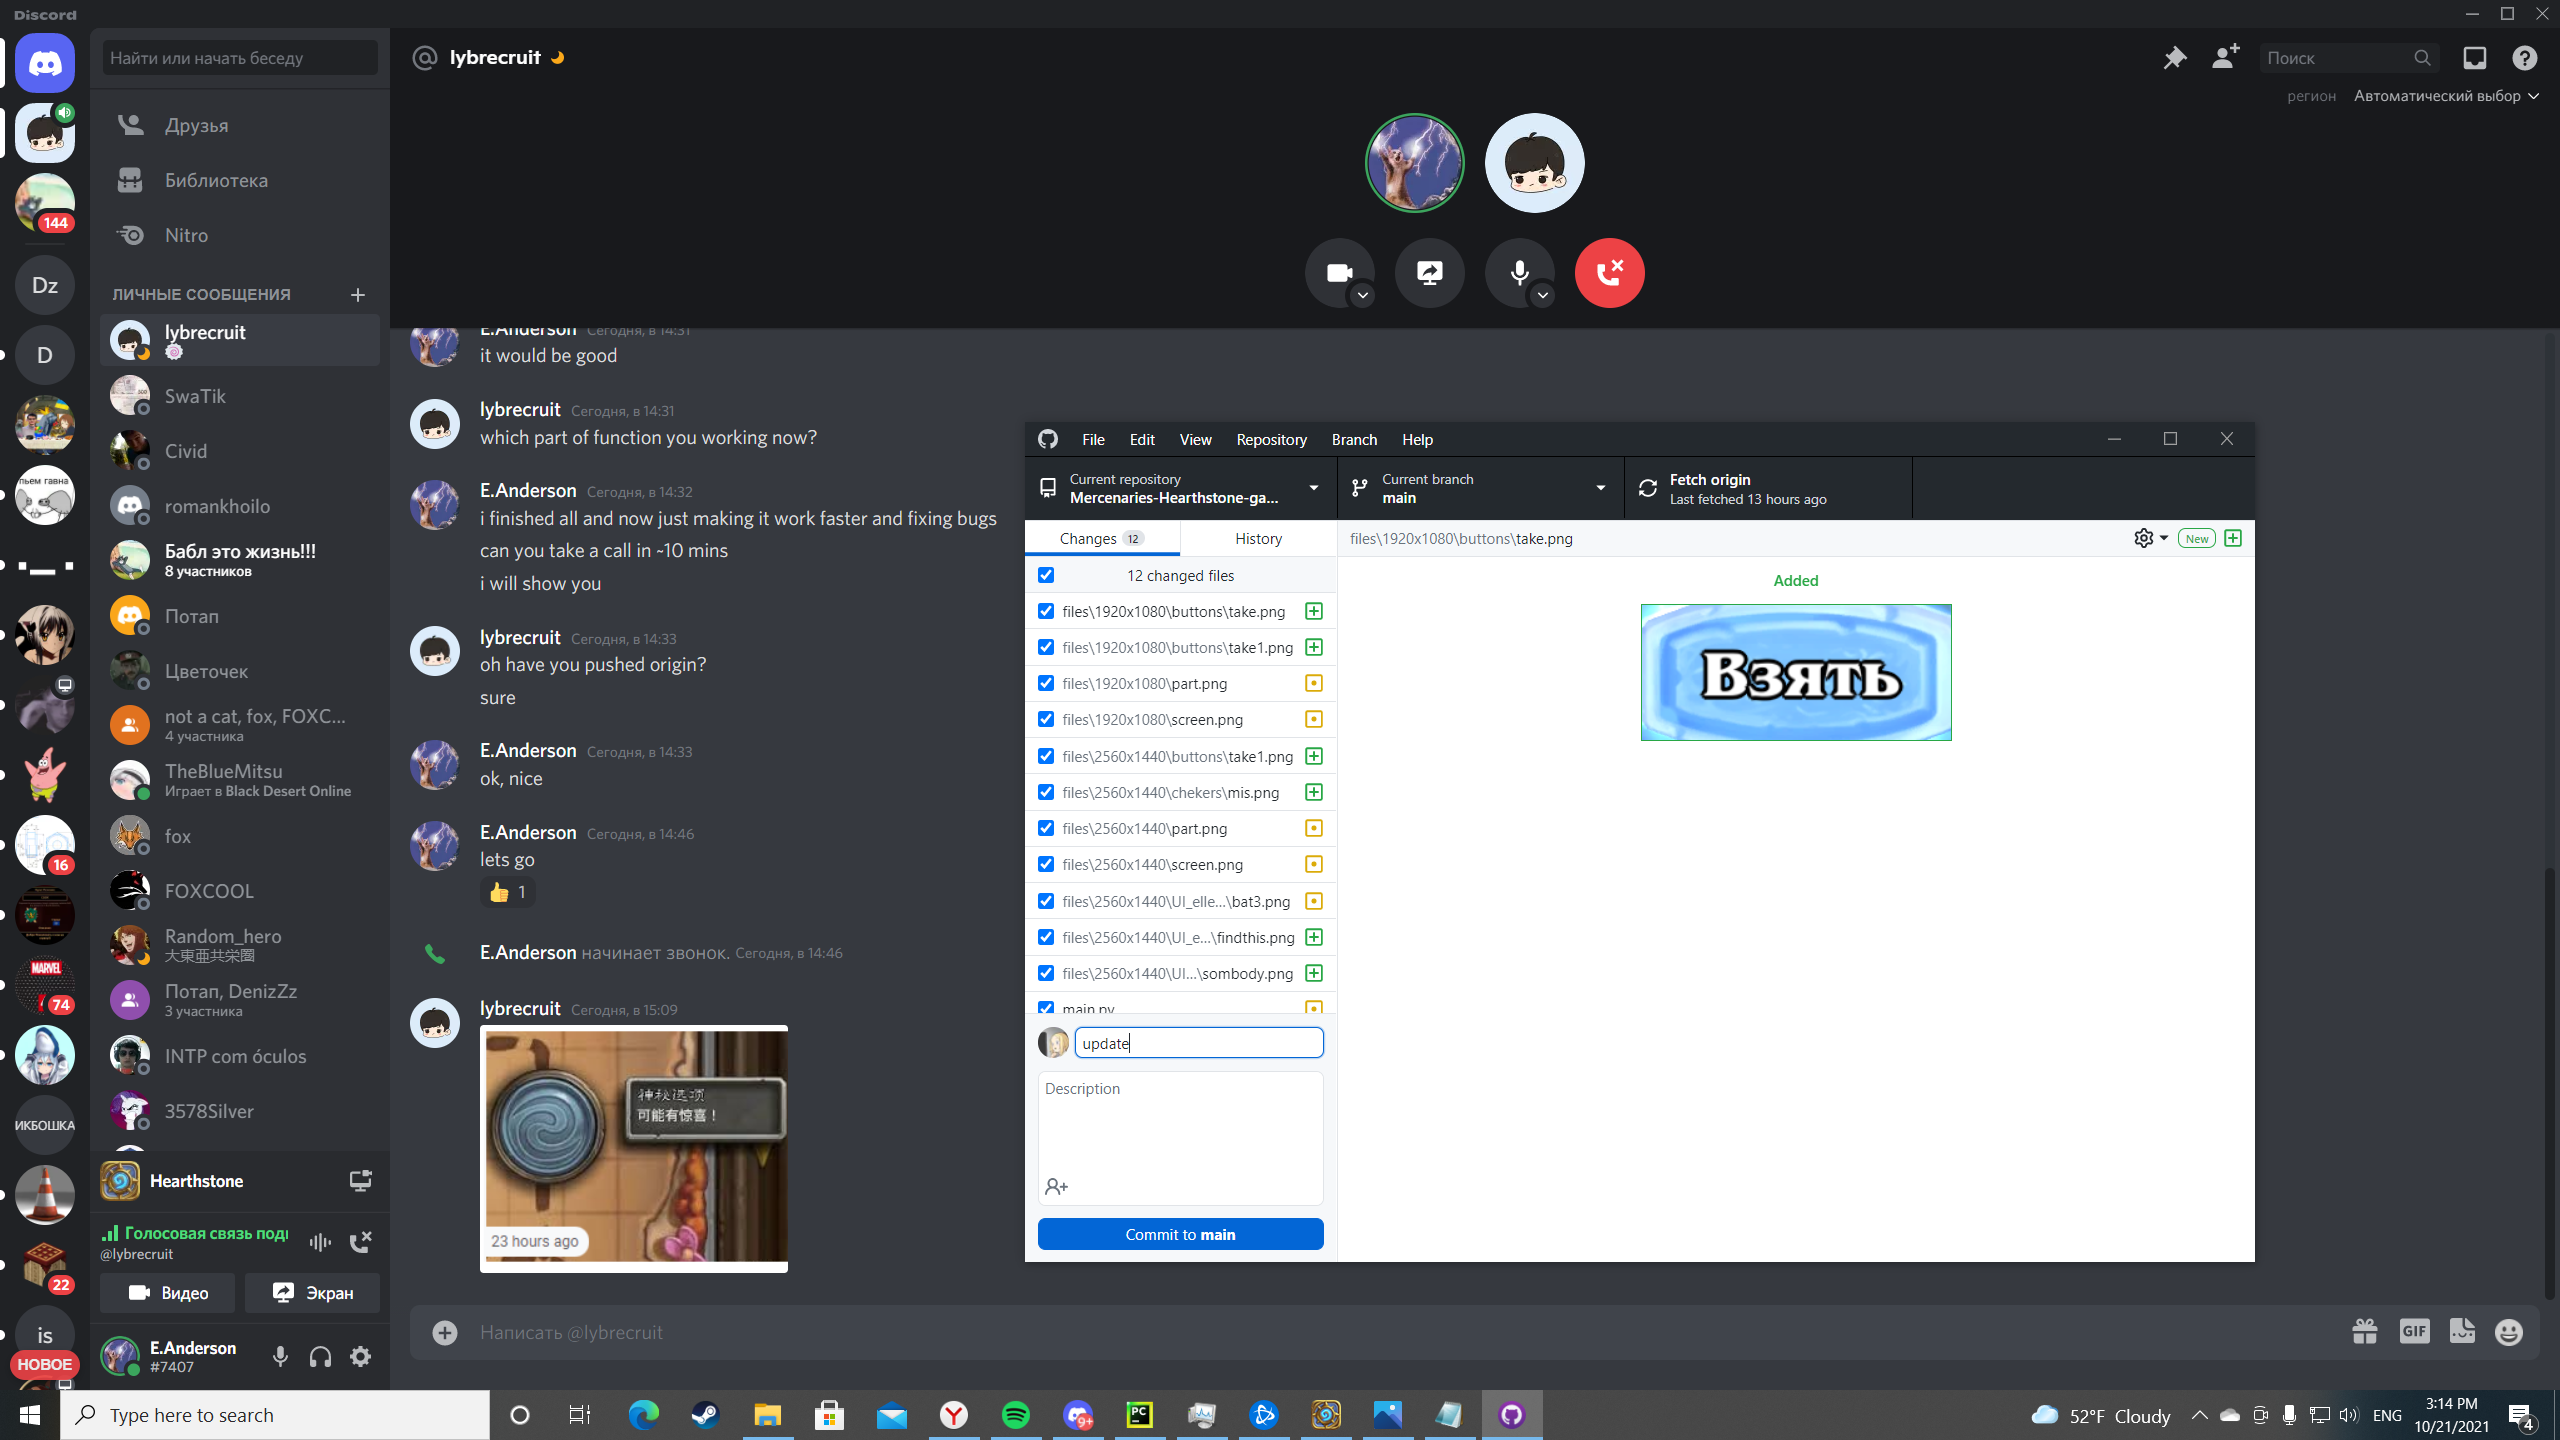 Discord
Найти или начать беседу
Друзья
Библиотека
Nitro
ЛИЧНЫЕ СООБЩЕНИЯ
lybrecruit
SwaTik
Civid
romankhoilo
Бабл это жизнь!!!
8 участников
Потап
Цветочек
not a cat, fox, FOXC...
4 участника
TheBlueMitsu
Играет в Black Desert Online
fox
FOXCOOL
Random_hero
大東亜共栄圏
Потап, DenizZz
3 участника
INTP com óculos
3578Silver
Hearthstone
Голосовая связь под
@lybrecruit
Видео
Экран
E.Anderson
#7407
144
Dz
D
пьем гавна
16
MARVEL
74
ИКБОШКА
22
is
НОВОЕ
lybrecruit
Поиск
регион
Автоматический выбор
E.Anderson Сегодня, в 14:31
it would be good
lybrecruit Сегодня, в 14:31
which part of function you working now?
E.Anderson Сегодня, в 14:32
i finished all and now just making it work faster and fixing bugs
can you take a call in ~10 mins
i will show you
lybrecruit Сегодня, в 14:33
oh have you pushed origin?
sure
E.Anderson Сегодня, в 14:33
ok, nice
E.Anderson Сегодня, в 14:46
lets go
1
E.Anderson начинает звонок. Сегодня, в 14:46
lybrecruit Сегодня, в 15:09
神秘选项
可能有惊喜！
23 hours ago
Написать @lybrecruit
GIF
File Edit View Repository Branch Help
Current repository
Mercenaries-Hearthstone-ga...
Current branch
main
Fetch origin
Last fetched 13 hours ago
Changes 12
History
files\1920x1080\buttons\take.png
New
12 changed files
files\1920x1080\buttons\take.png
files\1920x1080\buttons\take1.png
files\1920x1080\part.png
files\1920x1080\screen.png
files\2560x1440\buttons\take1.png
files\2560x1440\chekers\mis.png
files\2560x1440\part.png
files\2560x1440\screen.png
files\2560x1440\UI_elle...\bat3.png
files\2560x1440\UI_e...\findthis.png
files\2560x1440\UI...\sombody.png
main.py
update
Description
Commit to main
Added
Взять
Type here to search
9+
PC
52°F Cloudy
ENG
3:14 PM
10/21/2021
4